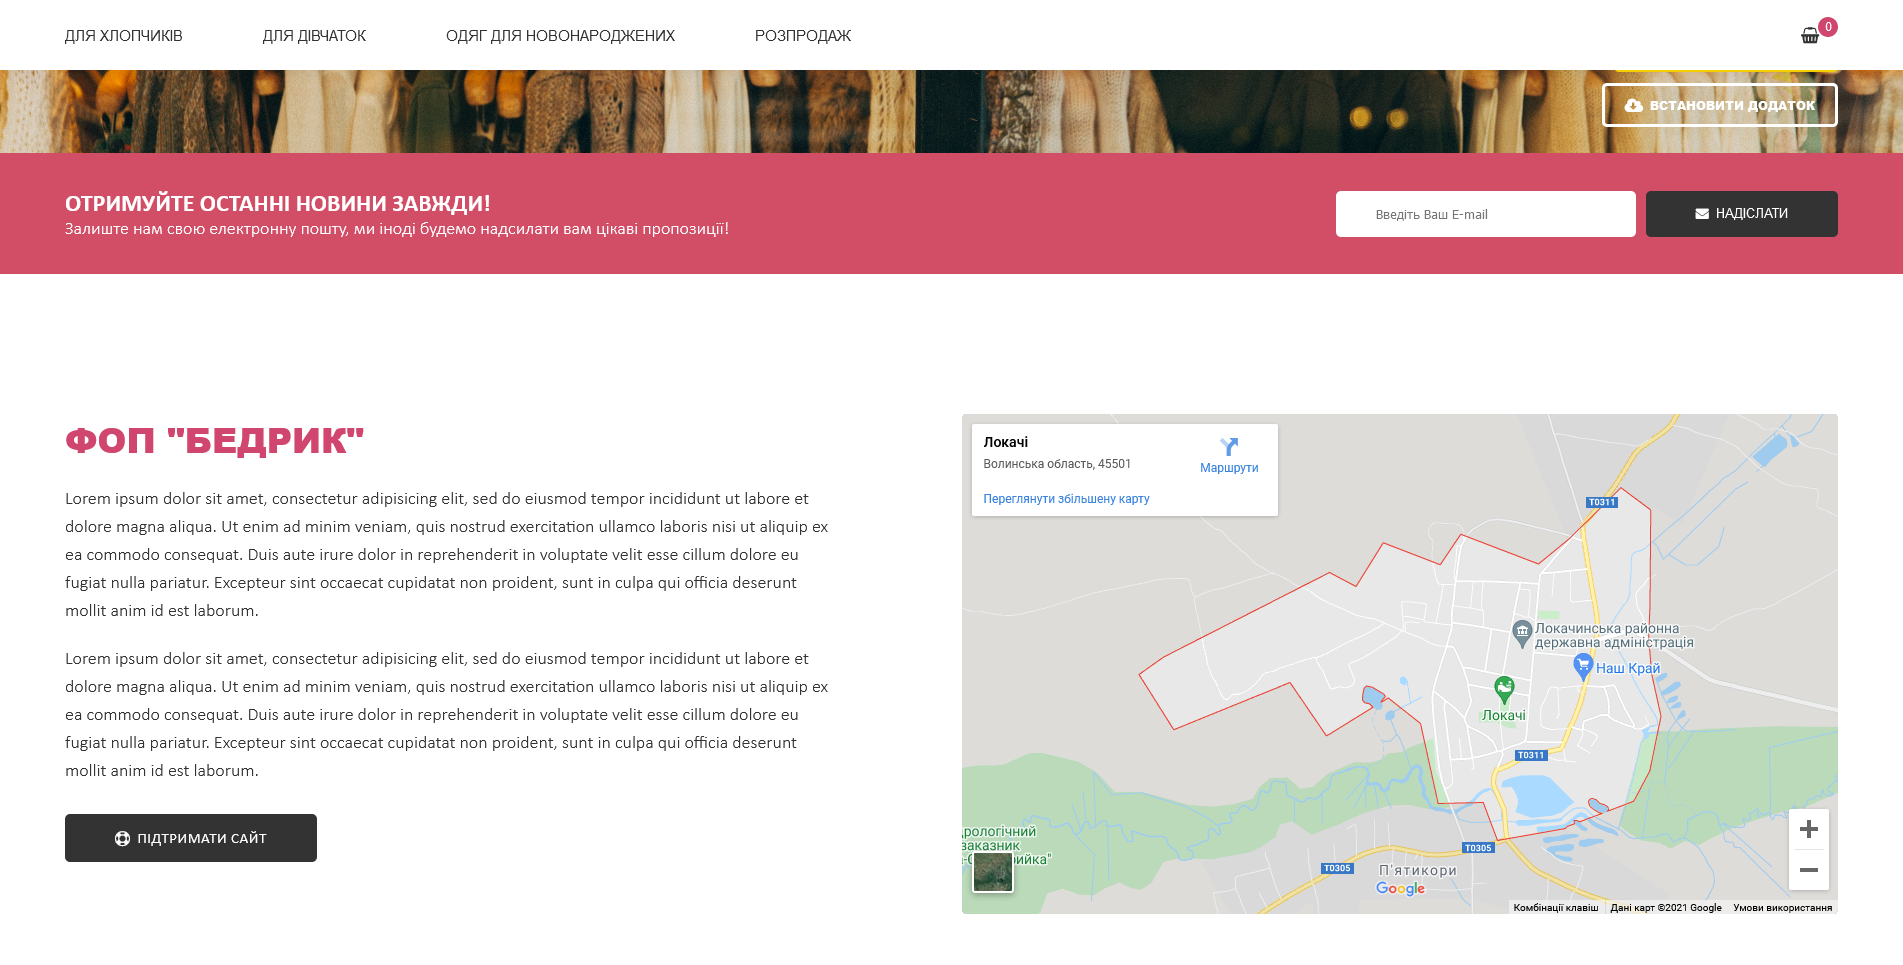 ДЛЯ ХЛОПЧИКІВ
ДЛЯ ДІВЧАТОК
ОДЯГ ДЛЯ НОВОНАРОДЖЕНИХ
РОЗПРОДАЖ
0
ВСТАНОВИТИ ДОДАТОК
ОТРИМУЙТЕ ОСТАННІ НОВИНИ ЗАВЖДИ!
Залиште нам свою електронну пошту, ми іноді будемо надсилати вам цікаві пропозиції!
Введіть Ваш E-mail
НАДІСЛАТИ
ФОП "БЕДРИК"
Lorem ipsum dolor sit amet, consectetur adipisicing elit, sed do eiusmod tempor incididunt ut labore et
dolore magna aliqua. Ut enim ad minim veniam, quis nostrud exercitation ullamco laboris nisi ut aliquip ex
ea commodo consequat. Duis aute irure dolor in reprehenderit in voluptate velit esse cillum dolore eu
fugiat nulla pariatur. Excepteur sint occaecat cupidatat non proident, sunt in culpa qui officia deserunt
mollit anim id est laborum.
Lorem ipsum dolor sit amet, consectetur adipisicing elit, sed do eiusmod tempor incididunt ut labore et
dolore magna aliqua. Ut enim ad minim veniam, quis nostrud exercitation ullamco laboris nisi ut aliquip ex
ea commodo consequat. Duis aute irure dolor in reprehenderit in voluptate velit esse cillum dolore eu
fugiat nulla pariatur. Excepteur sint occaecat cupidatat non proident, sunt in culpa qui officia deserunt
mollit anim id est laborum.
ПІДТРИМАТИ САЙТ
Локачі
Волинська область, 45501
Маршрути
Переглянути збільшену карту
T0311
Локачинська районна
державна адміністрація
Наш Край
Локачі
T0311
дрологічний
заказник
рийка"
T0305
T0305
П'ятикори
Google
Комбінації клавіш
Дані карт ©2021 Google
Умови використання